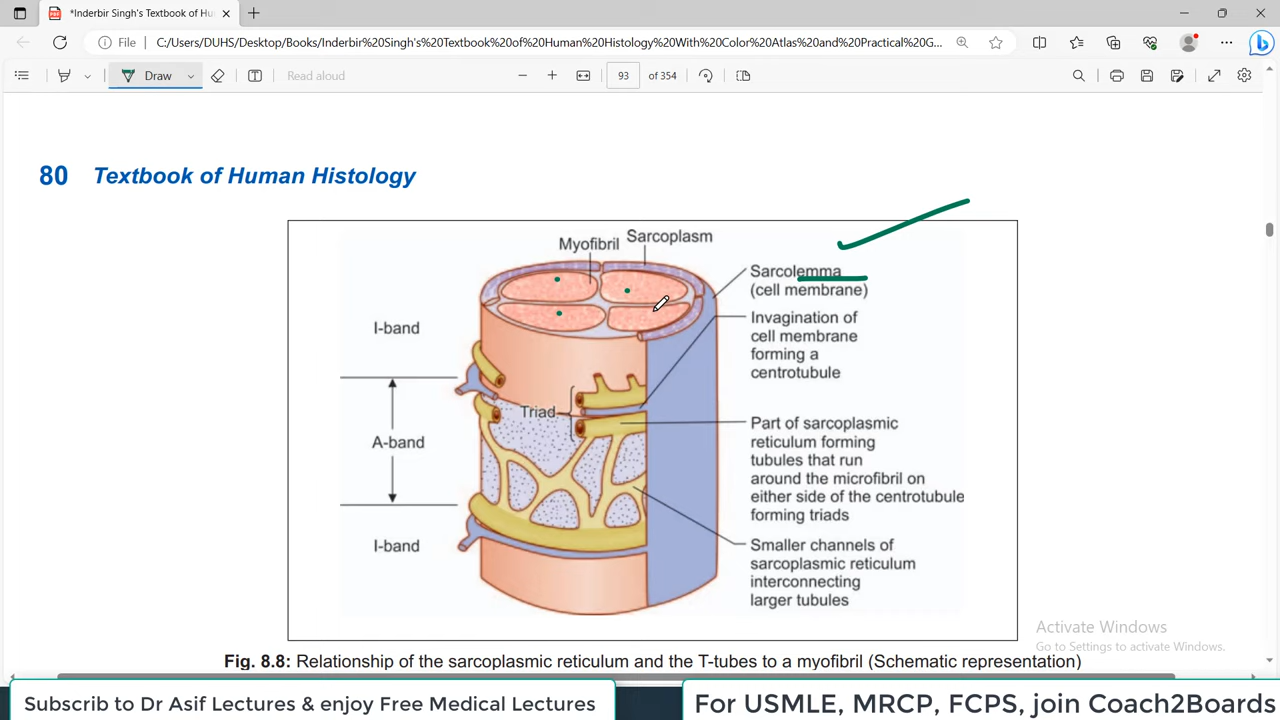 *Inderbir Singh's Textbook of Hu
File
C:/Users/DUHS/Desktop/Books/Inderbir%20Singh's%20Textbook%20of%20Human%20Histology%20With%20Color%20Atlas%20and%20Practical%20G...
Draw
Read aloud
93 of 354
80 Textbook of Human Histology
Myofibril
Sarcoplasm
Sarcolemma
(cell membrane)
Invagination of
cell membrane
forming a
centrotubule
I-band
Triad
A-band
Part of sarcoplasmic
reticulum forming
tubules that run
around the microfibril on
either side of the centrotubule
forming triads
I-band
Smaller channels of
sarcoplasmic reticulum
interconnecting
larger tubules
Activate Windows
Go to Settings to activate Windows.
Fig. 8.8: Relationship of the sarcoplasmic reticulum and the T-tubes to a myofibril (Schematic representation)
Subscrib to Dr Asif Lectures & enjoy Free Medical Lectures
For USMLE, MRCP, FCPS, join Coach2Boards